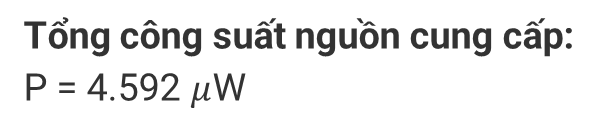 Tổng công suất nguồn cung cấp:
P = 4.592 μW